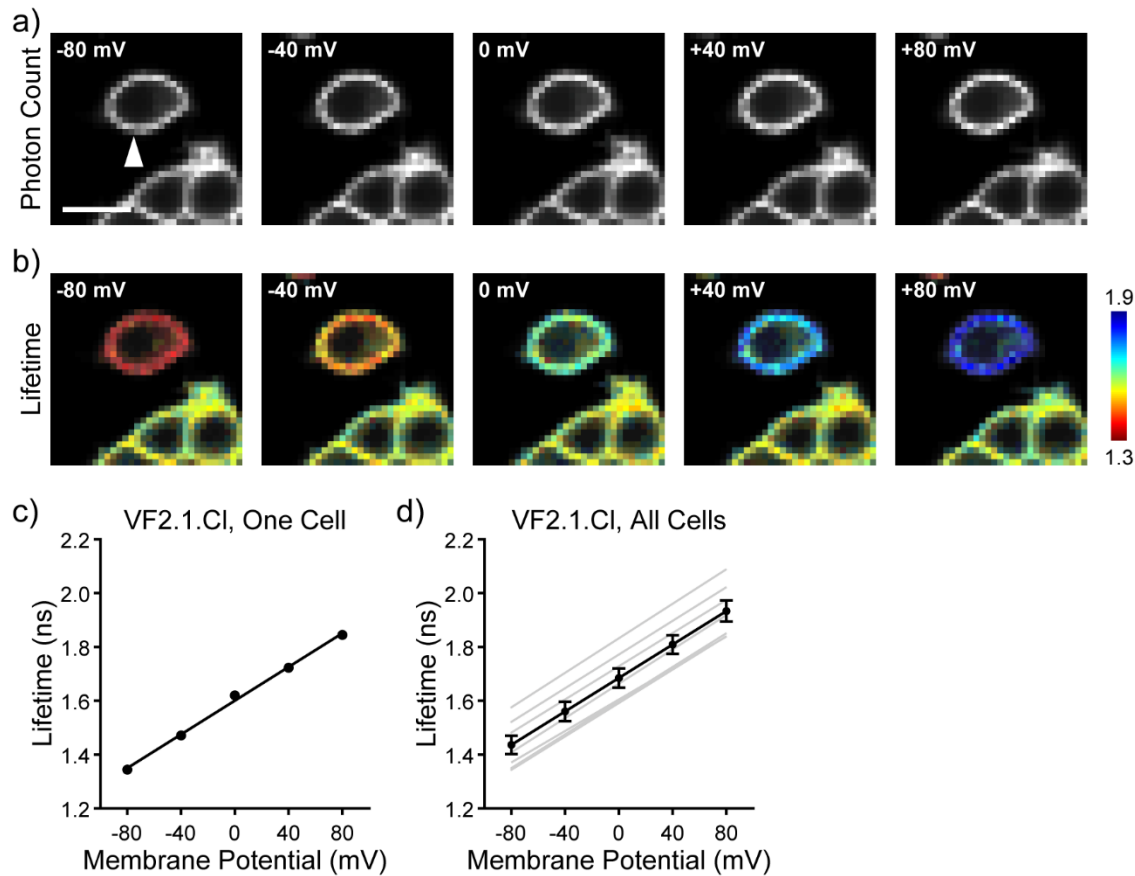 a)
Photon Count
-80 mV
-40 mV
0 mV
+40 mV
+80 mV
b)
Lifetime
-80 mV
-40 mV
0 mV
+40 mV
+80 mV
1.9
1.3
c)
VF2.1.Cl, One Cell
Lifetime (ns)
2.2
2.0
1.8
1.6
1.4
1.2
-80
-40
0
40
80
Membrane Potential (mV)
d)
VF2.1.Cl, All Cells
Lifetime (ns)
2.2
2.0
1.8
1.6
1.4
1.2
-80
-40
0
40
80
Membrane Potential (mV)